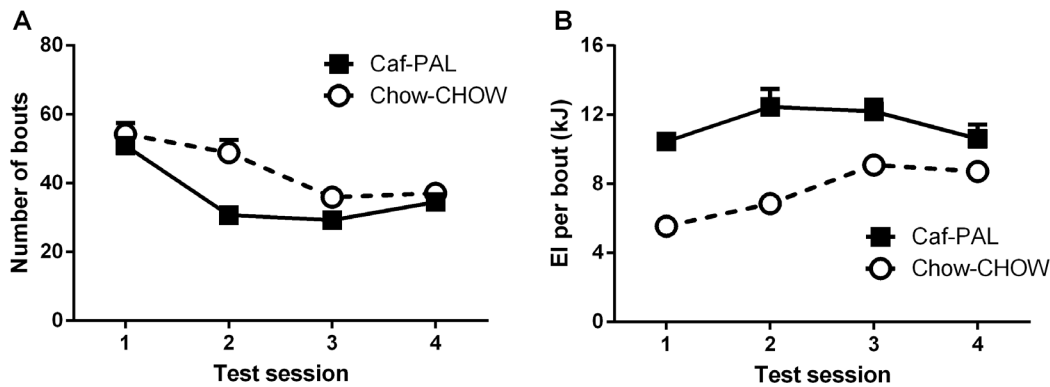 A
Number of bouts
80
60
40
20
0
Caf-PAL
Chow-CHOW
1 2 3 4
Test session
B
EI per bout (kJ)
16
12
8
4
0
Caf-PAL
Chow-CHOW
1 2 3 4
Test session